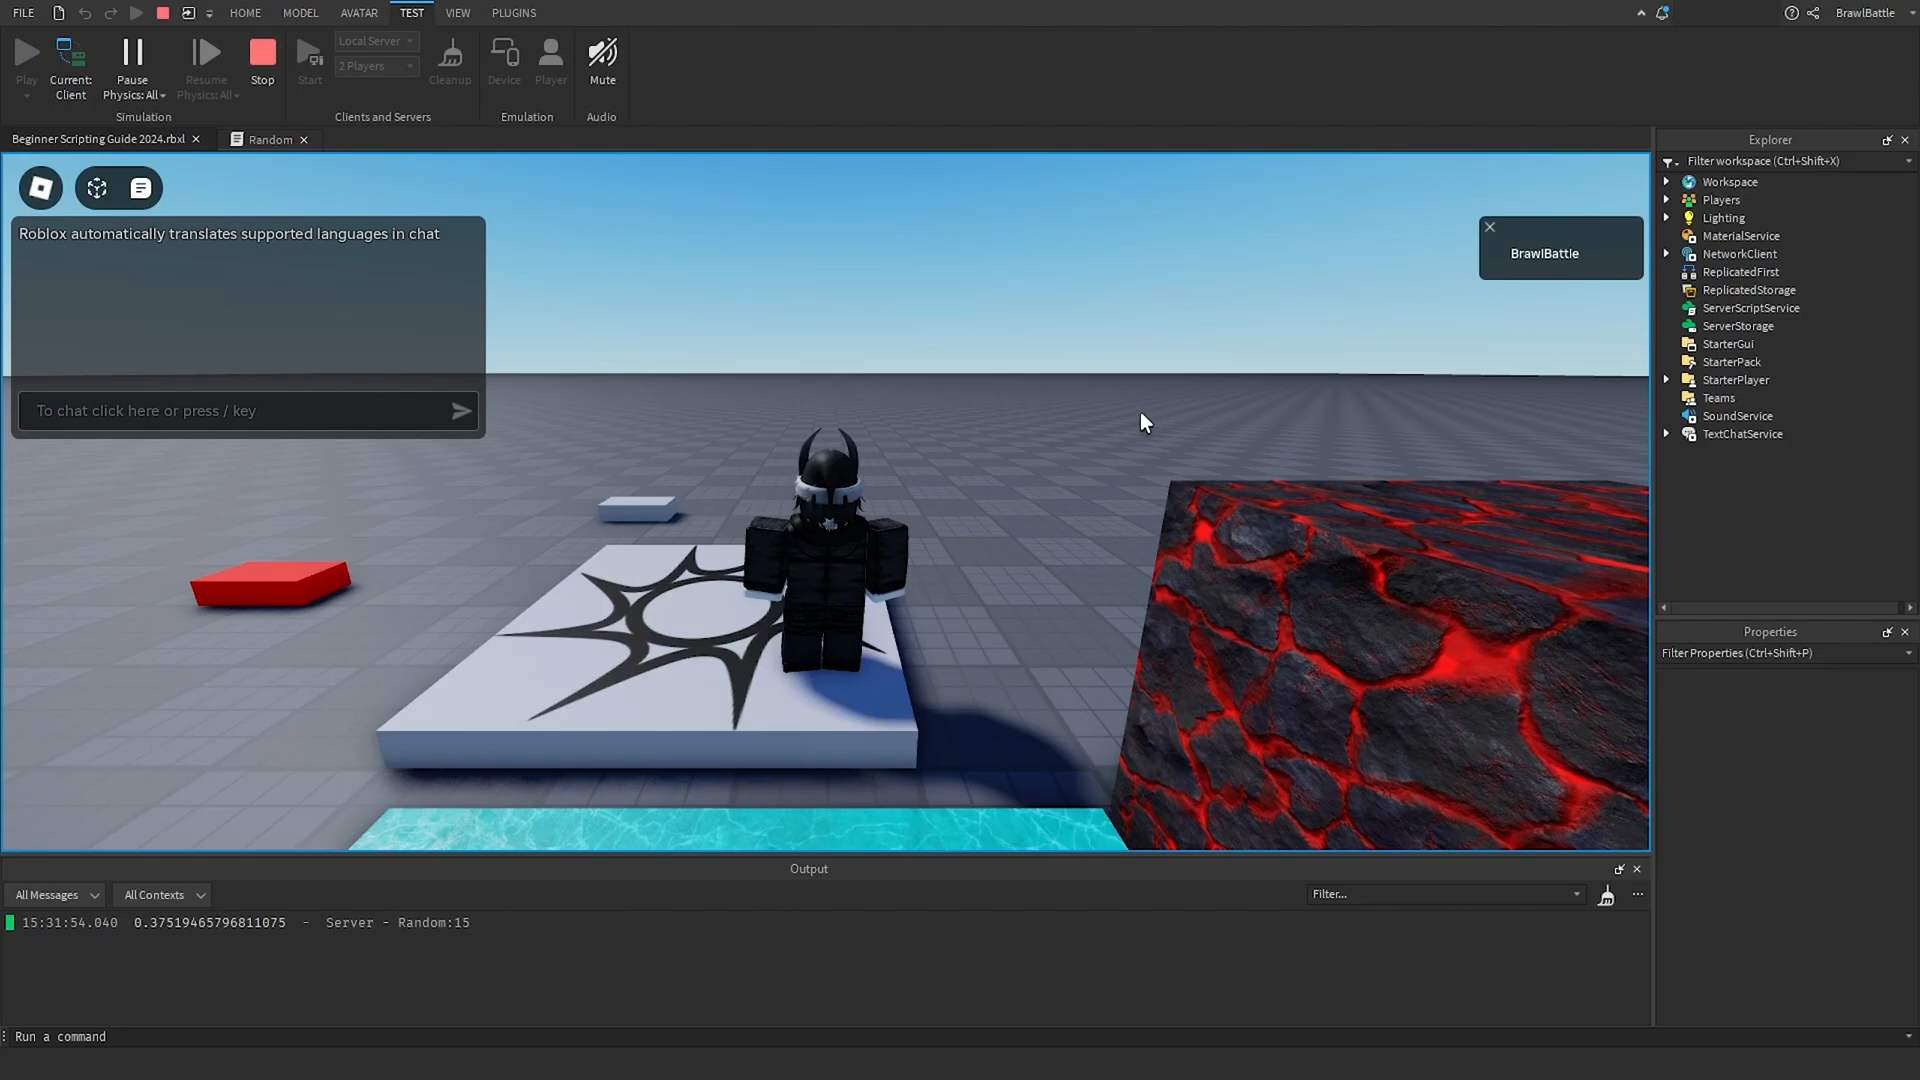 FILE HOME MODEL AVATAR TEST VIEW PLUGINS BrawlBattle
Play Current: Client Pause Physics: All Resume Physics: All Stop Start Local Server 2 Players Cleanup Device Player Mute
Simulation Clients and Servers Emulation Audio
Beginner Scripting Guide 2024.rbxl Random
Roblox automatically translates supported languages in chat
To chat click here or press / key
BrawlBattle
Explorer
Filter workspace (Ctrl+Shift+X)
Workspace
Players
Lighting
MaterialService
NetworkClient
ReplicatedFirst
ReplicatedStorage
ServerScriptService
ServerStorage
StarterGui
StarterPack
StarterPlayer
Teams
SoundService
TextChatService
Properties
Filter Properties (Ctrl+Shift+P)
Output
All Messages All Contexts Filter...
15:31:54.040 0.37519465796811075 - Server - Random:15
Run a command